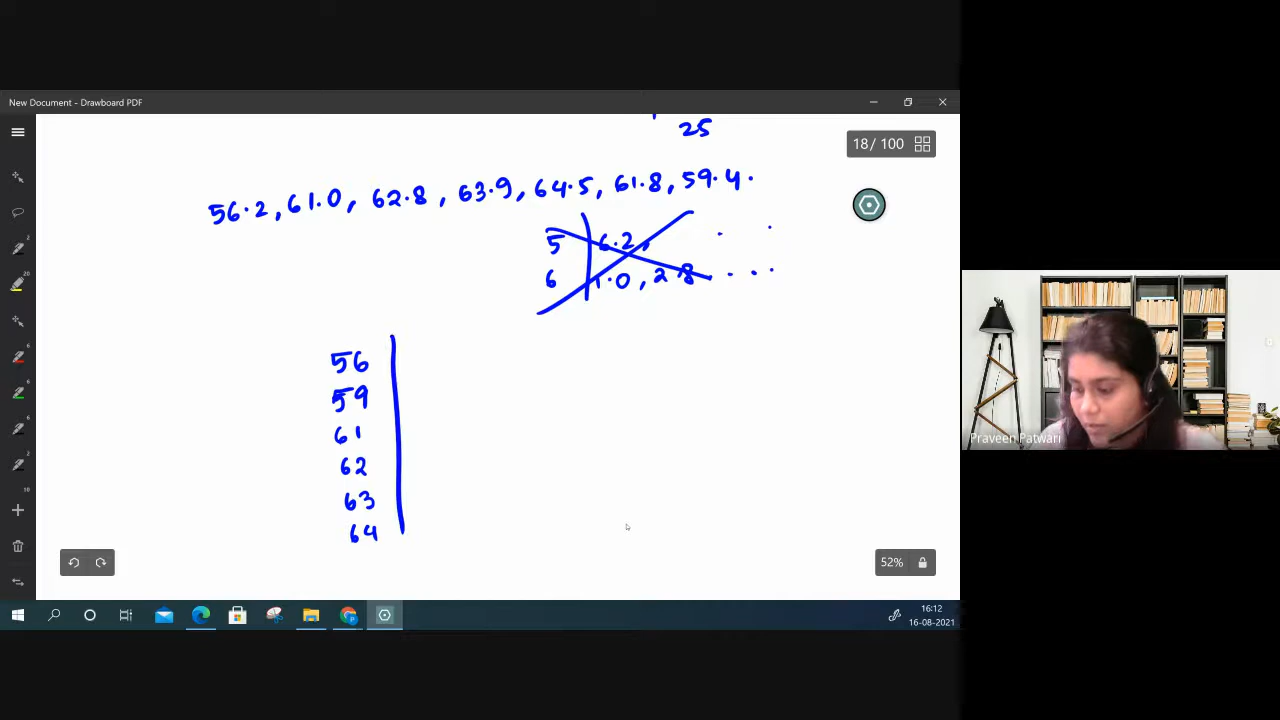 New Document - Drawboard PDF
25
18 / 100
56.2, 61.0, 62.8, 63.9, 64.5, 61.8, 59.4.
5 | 6.2,
6 | 1.0, 2.8 . . .
56
59
61
62
63
64
Praveen Patwari
52%
16:12
16-08-2021